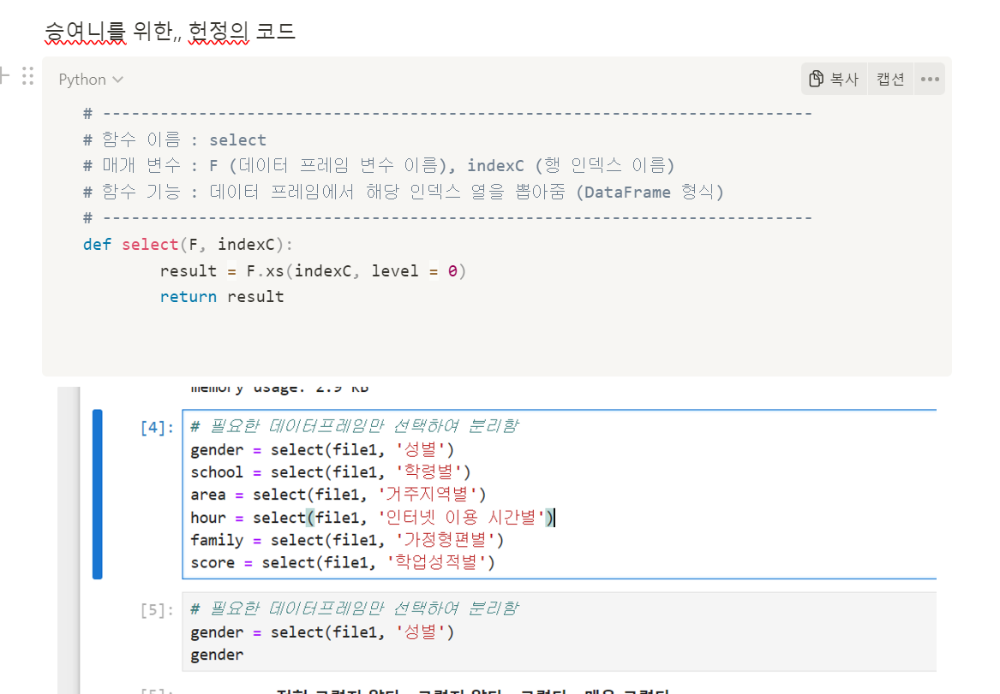 승여니를 위한,, 헌정의 코드
Python
복사 캡션
# --------------------------------------------------------------------------
# 함수 이름 : select
# 매개 변수 : F (데이터 프레임 변수 이름), indexC (행 인덱스 이름)
# 함수 기능 : 데이터 프레임에서 해당 인덱스 열을 뽑아줌 (DataFrame 형식)
# --------------------------------------------------------------------------
def select(F, indexC):
result = F.xs(indexC, level = 0)
return result
memory usage: 2.9 KB
[4]:
# 필요한 데이터프레임만 선택하여 분리함
gender = select(file1, '성별')
school = select(file1, '학령별')
area = select(file1, '거주지역별')
hour = select(file1, '인터넷 이용 시간별')
family = select(file1, '가정형편별')
score = select(file1, '학업성적별')
[5]:
# 필요한 데이터프레임만 선택하여 분리함
gender = select(file1, '성별')
gender
[5]: